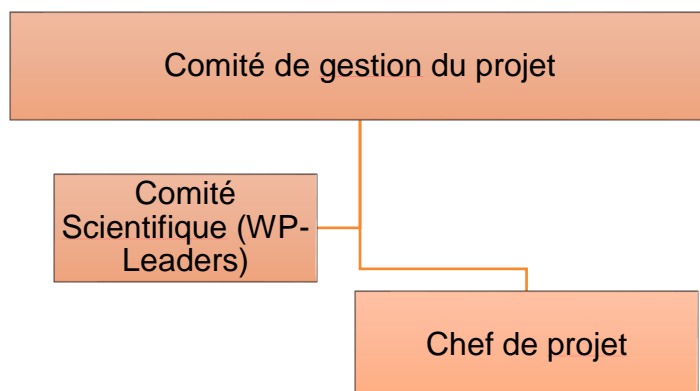 Comité de gestion du projet
Comité
Scientifique (WP-
Leaders)
Chef de projet